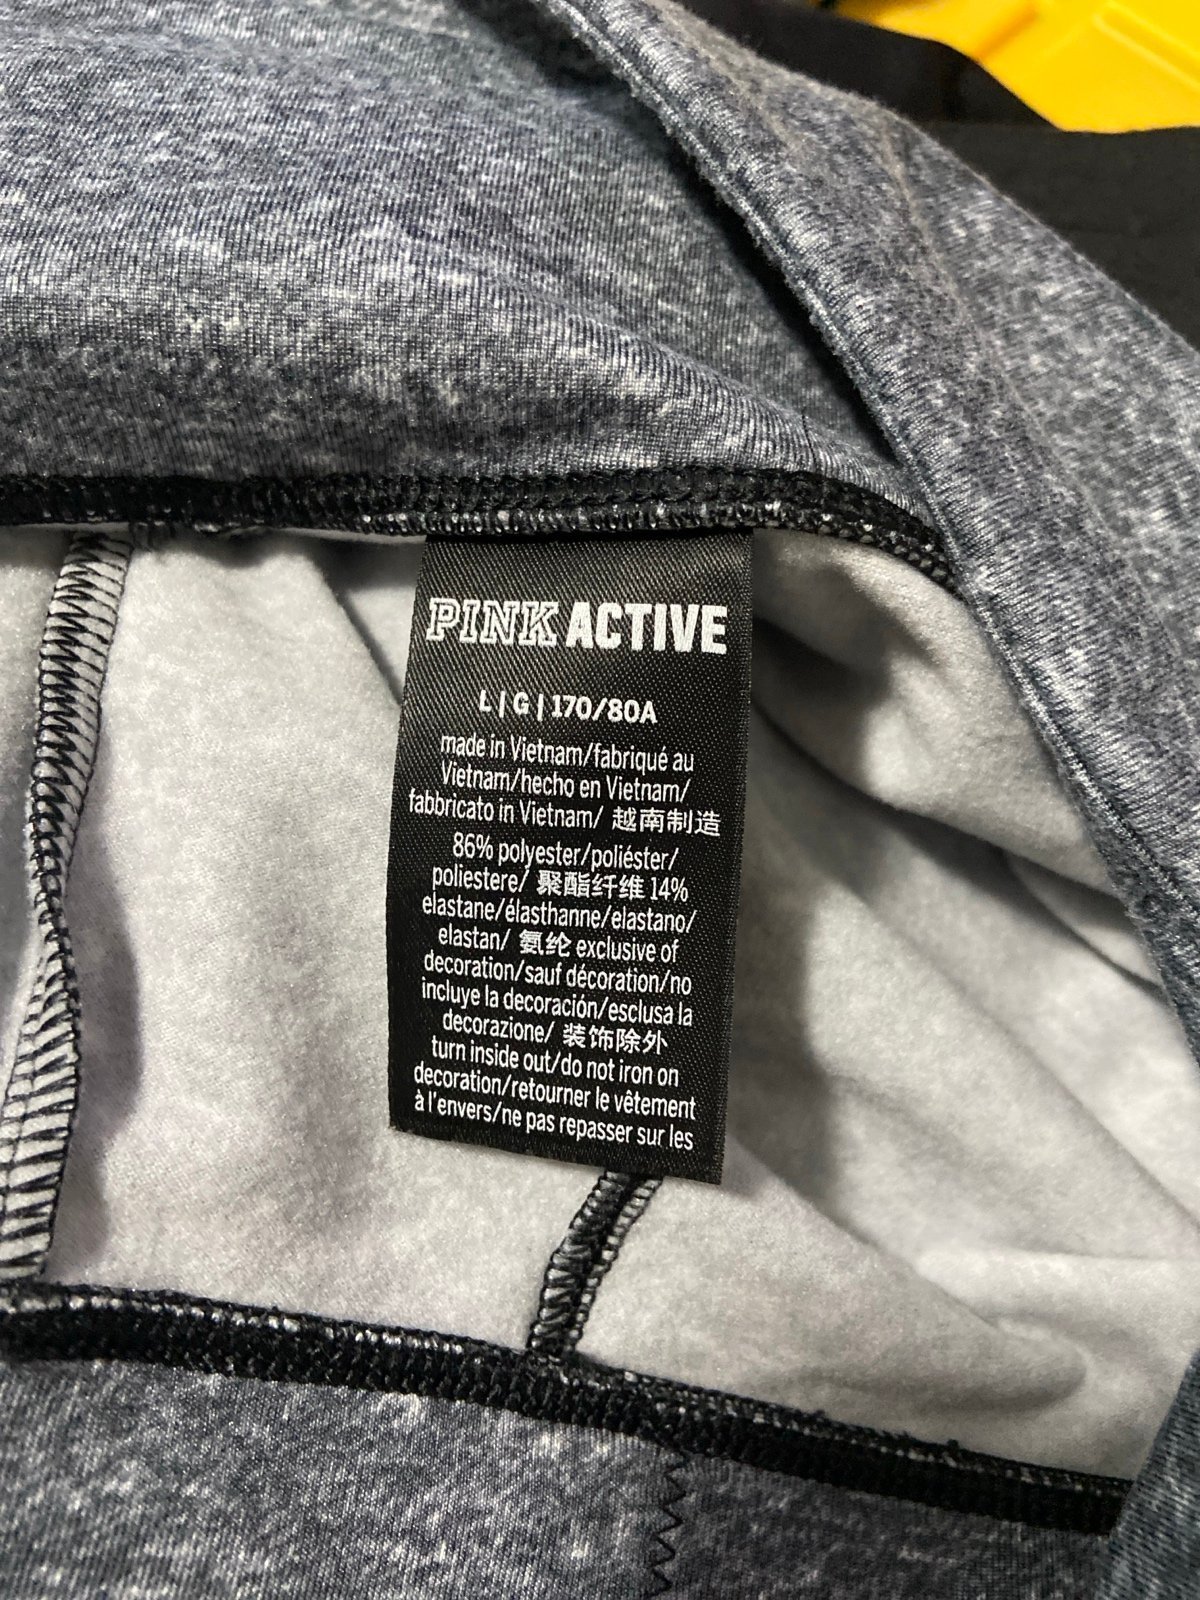 PINK ACTIVE
L | G | 170/80A
made in Vietnam/fabriqué au
Vietnam/hecho en Vietnam/
fabbricato in Vietnam/ 越南制造
86% polyester/poliéster/
poliestere/ 聚酯纤维 14%
elastane/élasthanne/elastano/
elastan/ 氨纶 exclusive of
decoration/sauf décoration/no
incluye la decoración/esclusa la
decorazione/ 装饰除外
turn inside out/do not iron on
decoration/retourner le vêtement
à l'envers/ne pas repasser sur les